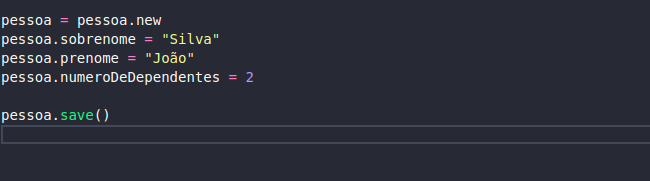 pessoa = pessoa.new
pessoa.sobrenome = "Silva"
pessoa.prenome = "João"
pessoa.numeroDeDependentes = 2
pessoa.save()